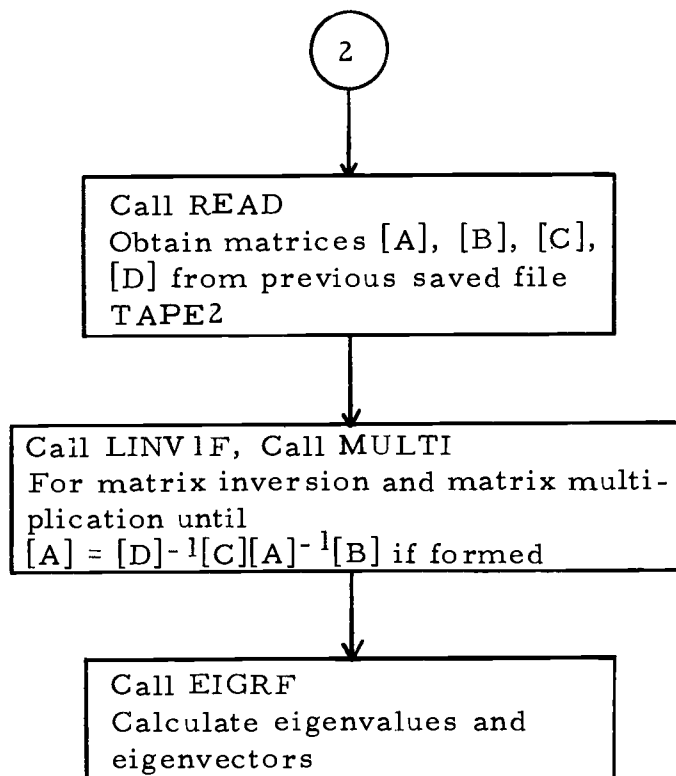 2
Call READ
Obtain matrices [A], [B], [C],
[D] from previous saved file
TAPE2
Call LINV1F, Call MULTI
For matrix inversion and matrix multi-
plication until
[A] = [D]-1[C][A]-1[B] if formed
Call EIGRF
Calculate eigenvalues and
eigenvectors